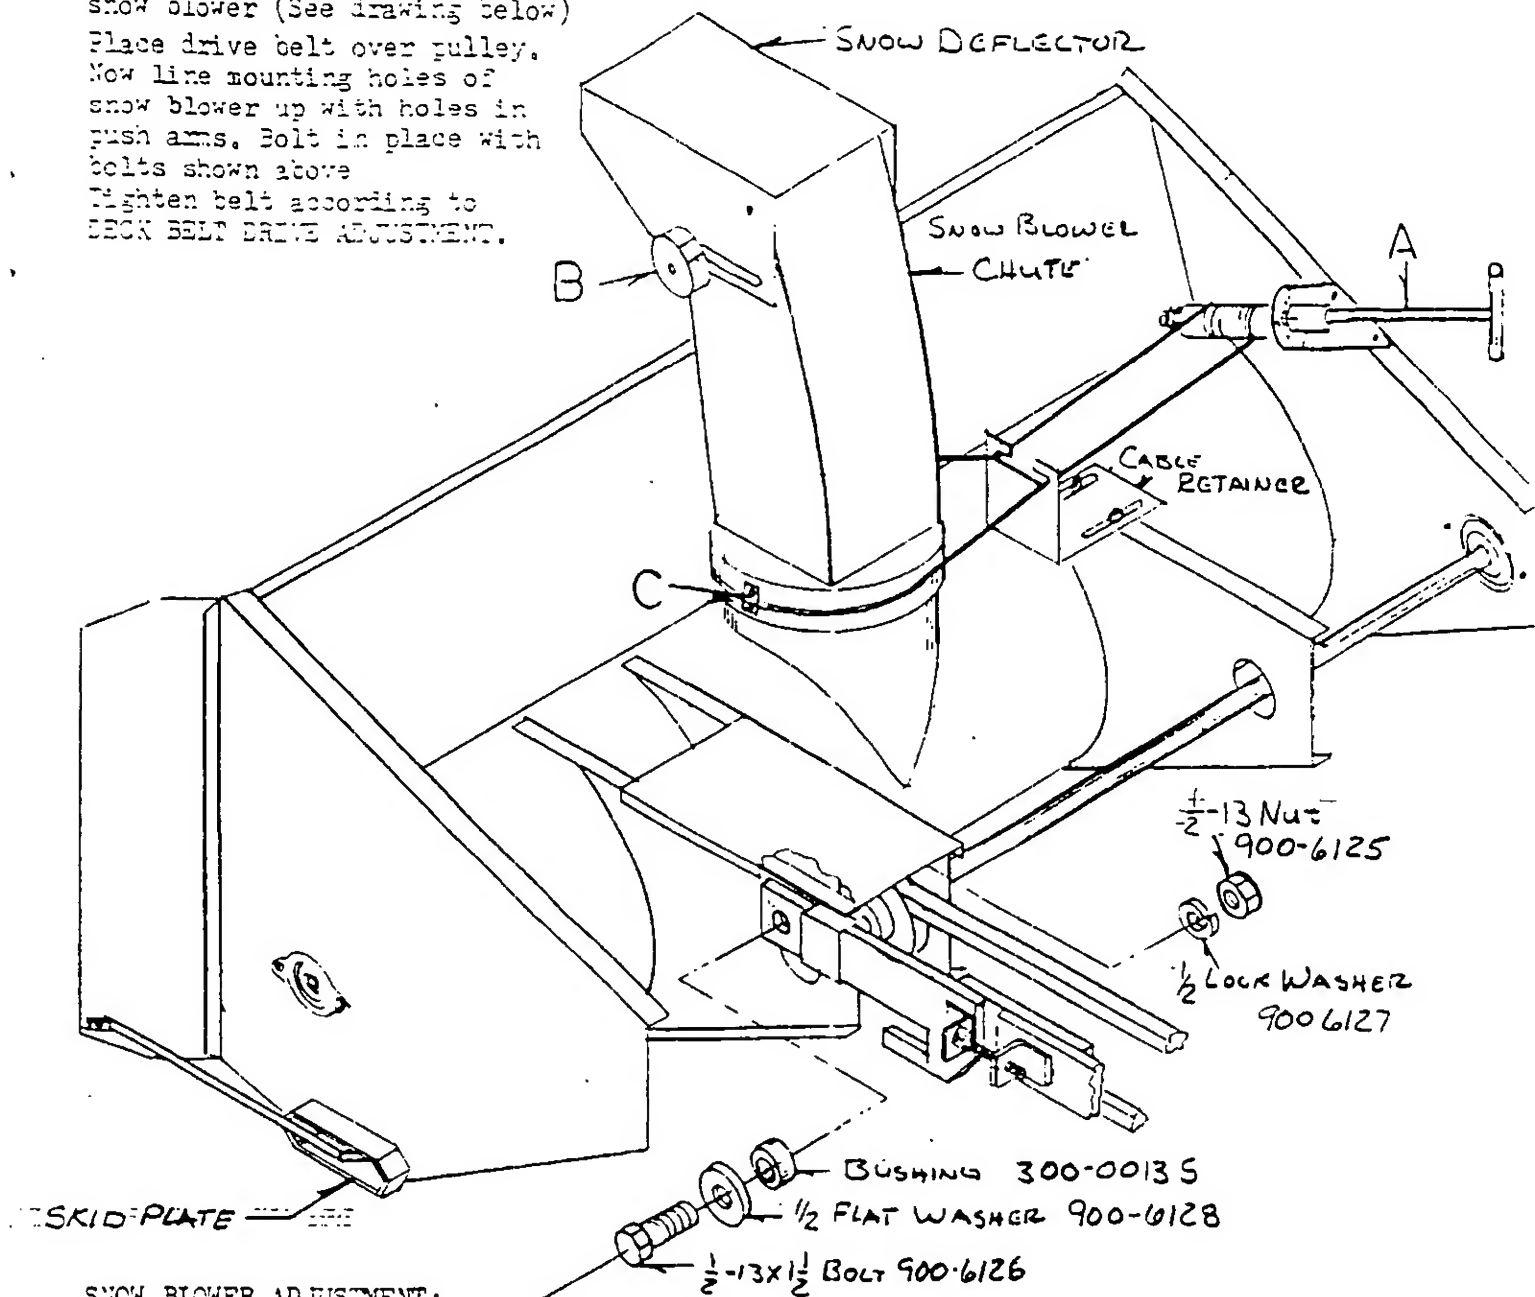 snow blower (See drawing below)
Place drive belt over pulley.
Now line mounting holes of
snow blower up with holes in
push arms. Bolt in place with
bolts shown above
Tighten belt according to
DECK BELT DRIVE ADJUSTMENT.
SNOW DEFLECTOR
SNOW BLOWER
CHUTE
A
B
CABLE
RETAINER
C
1/2-13 NUT
900-6125
1/2 LOCK WASHER
900 6127
BUSHING 300-0013S
1/2 FLAT WASHER 900-6128
1/2-13x1 1/2 BOLT 900-6126
SKID PLATE
SNOW BLOWER ADJUSTMENT: